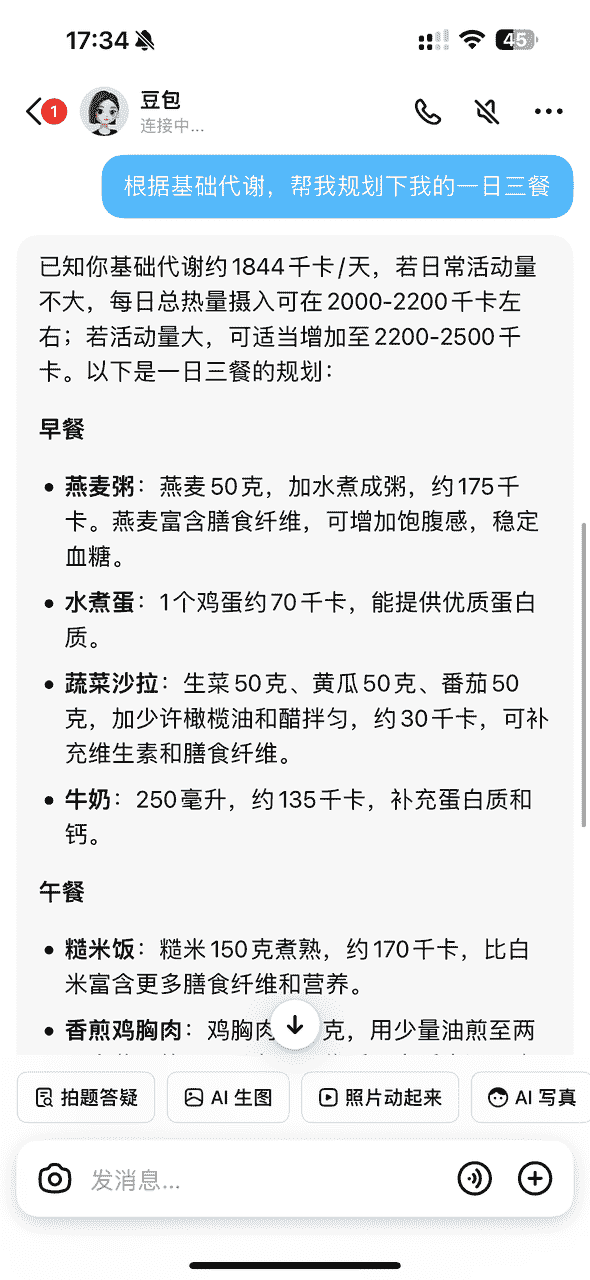 17:34
45
1
豆包
连接中...
根据基础代谢，帮我规划下我的一日三餐
已知你基础代谢约1844千卡/天，若日常活动量
不大，每日总热量摄入可在2000-2200千卡左
右；若活动量大，可适当增加至2200-2500千
卡。以下是一日三餐的规划：
早餐
• 燕麦粥：燕麦50克，加水煮成粥，约175千
卡。燕麦富含膳食纤维，可增加饱腹感，稳定
血糖。
• 水煮蛋：1个鸡蛋约70千卡，能提供优质蛋白
质。
• 蔬菜沙拉：生菜50克、黄瓜50克、番茄50
克，加少许橄榄油和醋拌匀，约30千卡，可补
充维生素和膳食纤维。
• 牛奶：250毫升，约135千卡，补充蛋白质和
钙。
午餐
• 糙米饭：糙米150克煮熟，约170千卡，比白
米富含更多膳食纤维和营养。
• 香煎鸡胸肉：鸡胸肉 克，用少量油煎至两
拍题答疑
AI 生图
照片动起来
AI 写真
发消息...